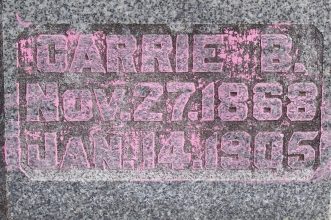 CARRIE B.
NOV. 27. 1868
JAN. 14. 1905